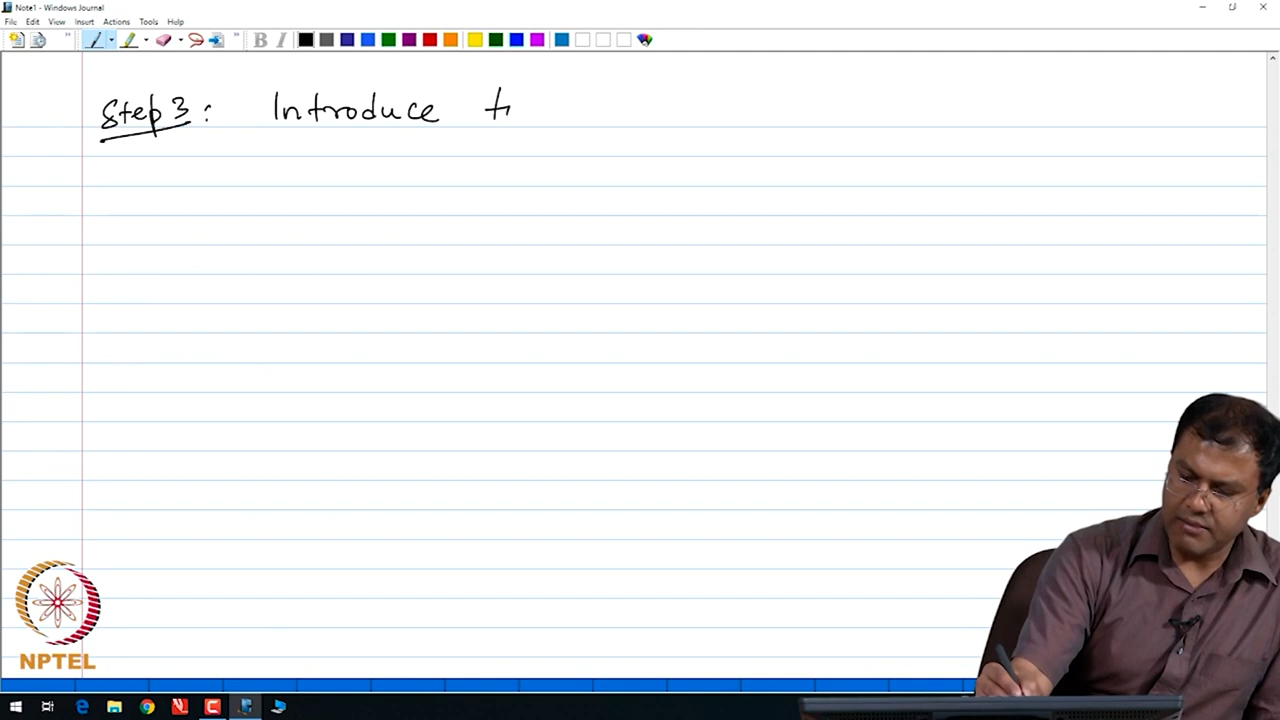 Note1 - Windows Journal
File Edit View Insert Actions Tools Help
B I
Step 3: Introduce
NPTEL